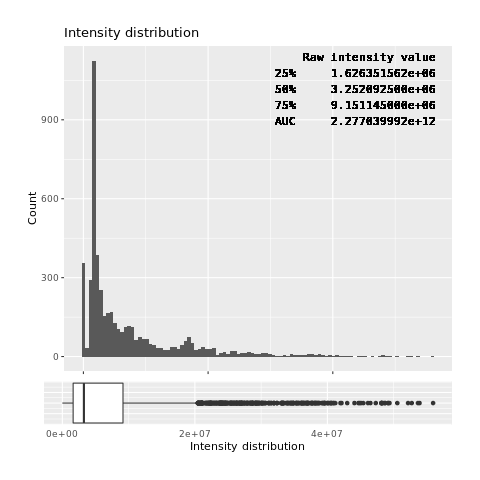 Intensity distribution
Raw intensity value
25% 1.626351562e+06
50% 3.252092500e+06
75% 9.151145000e+06
AUC 2.277039992e+12
900
600
300
0
Count
0e+00 2e+07 4e+07
Intensity distribution